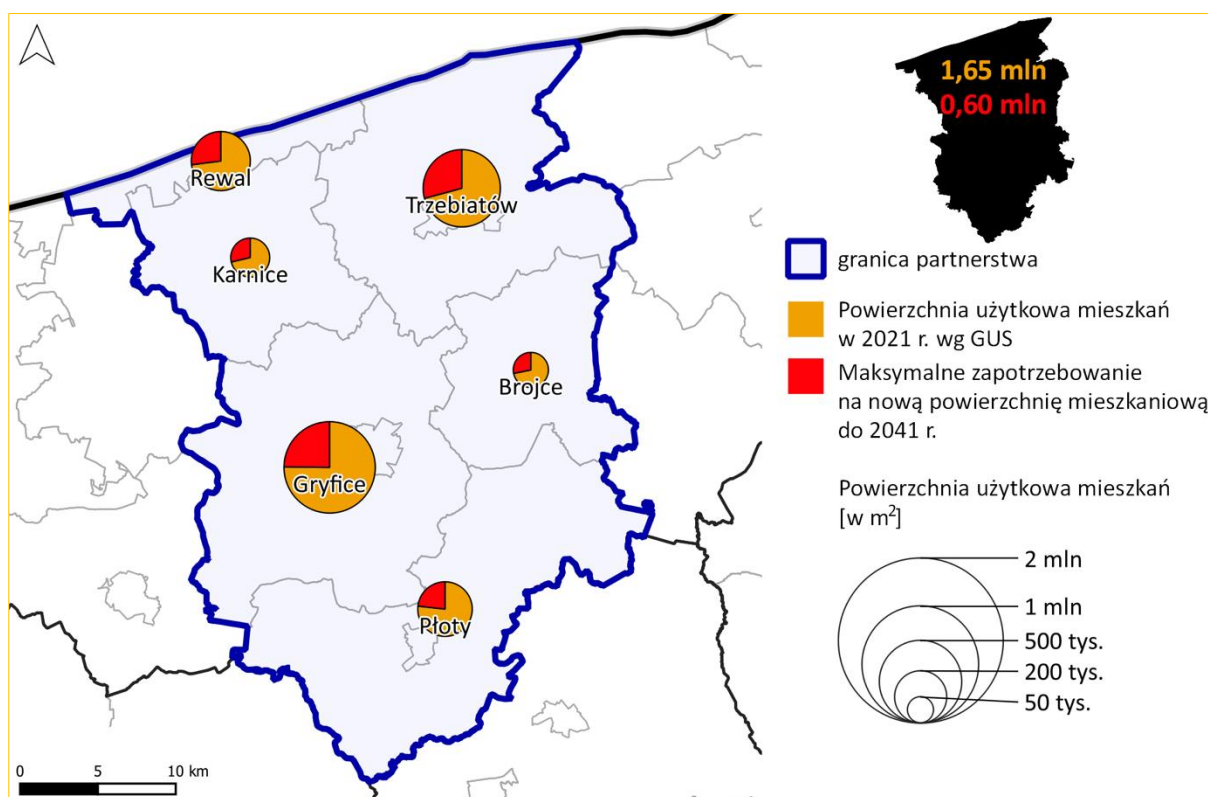 1,65 mln
0,60 mln
Rewal
Trzebiatów
Karnice
Brojce
Gryfice
Płoty
0 5 10 km
granica partnerstwa
Powierzchnia użytkowa mieszkań
w 2021 r. wg GUS
Maksymalne zapotrzebowanie
na nową powierzchnię mieszkaniową
do 2041 r.
Powierzchnia użytkowa mieszkań
[w m²]
2 mln
1 mln
500 tys.
200 tys.
50 tys.